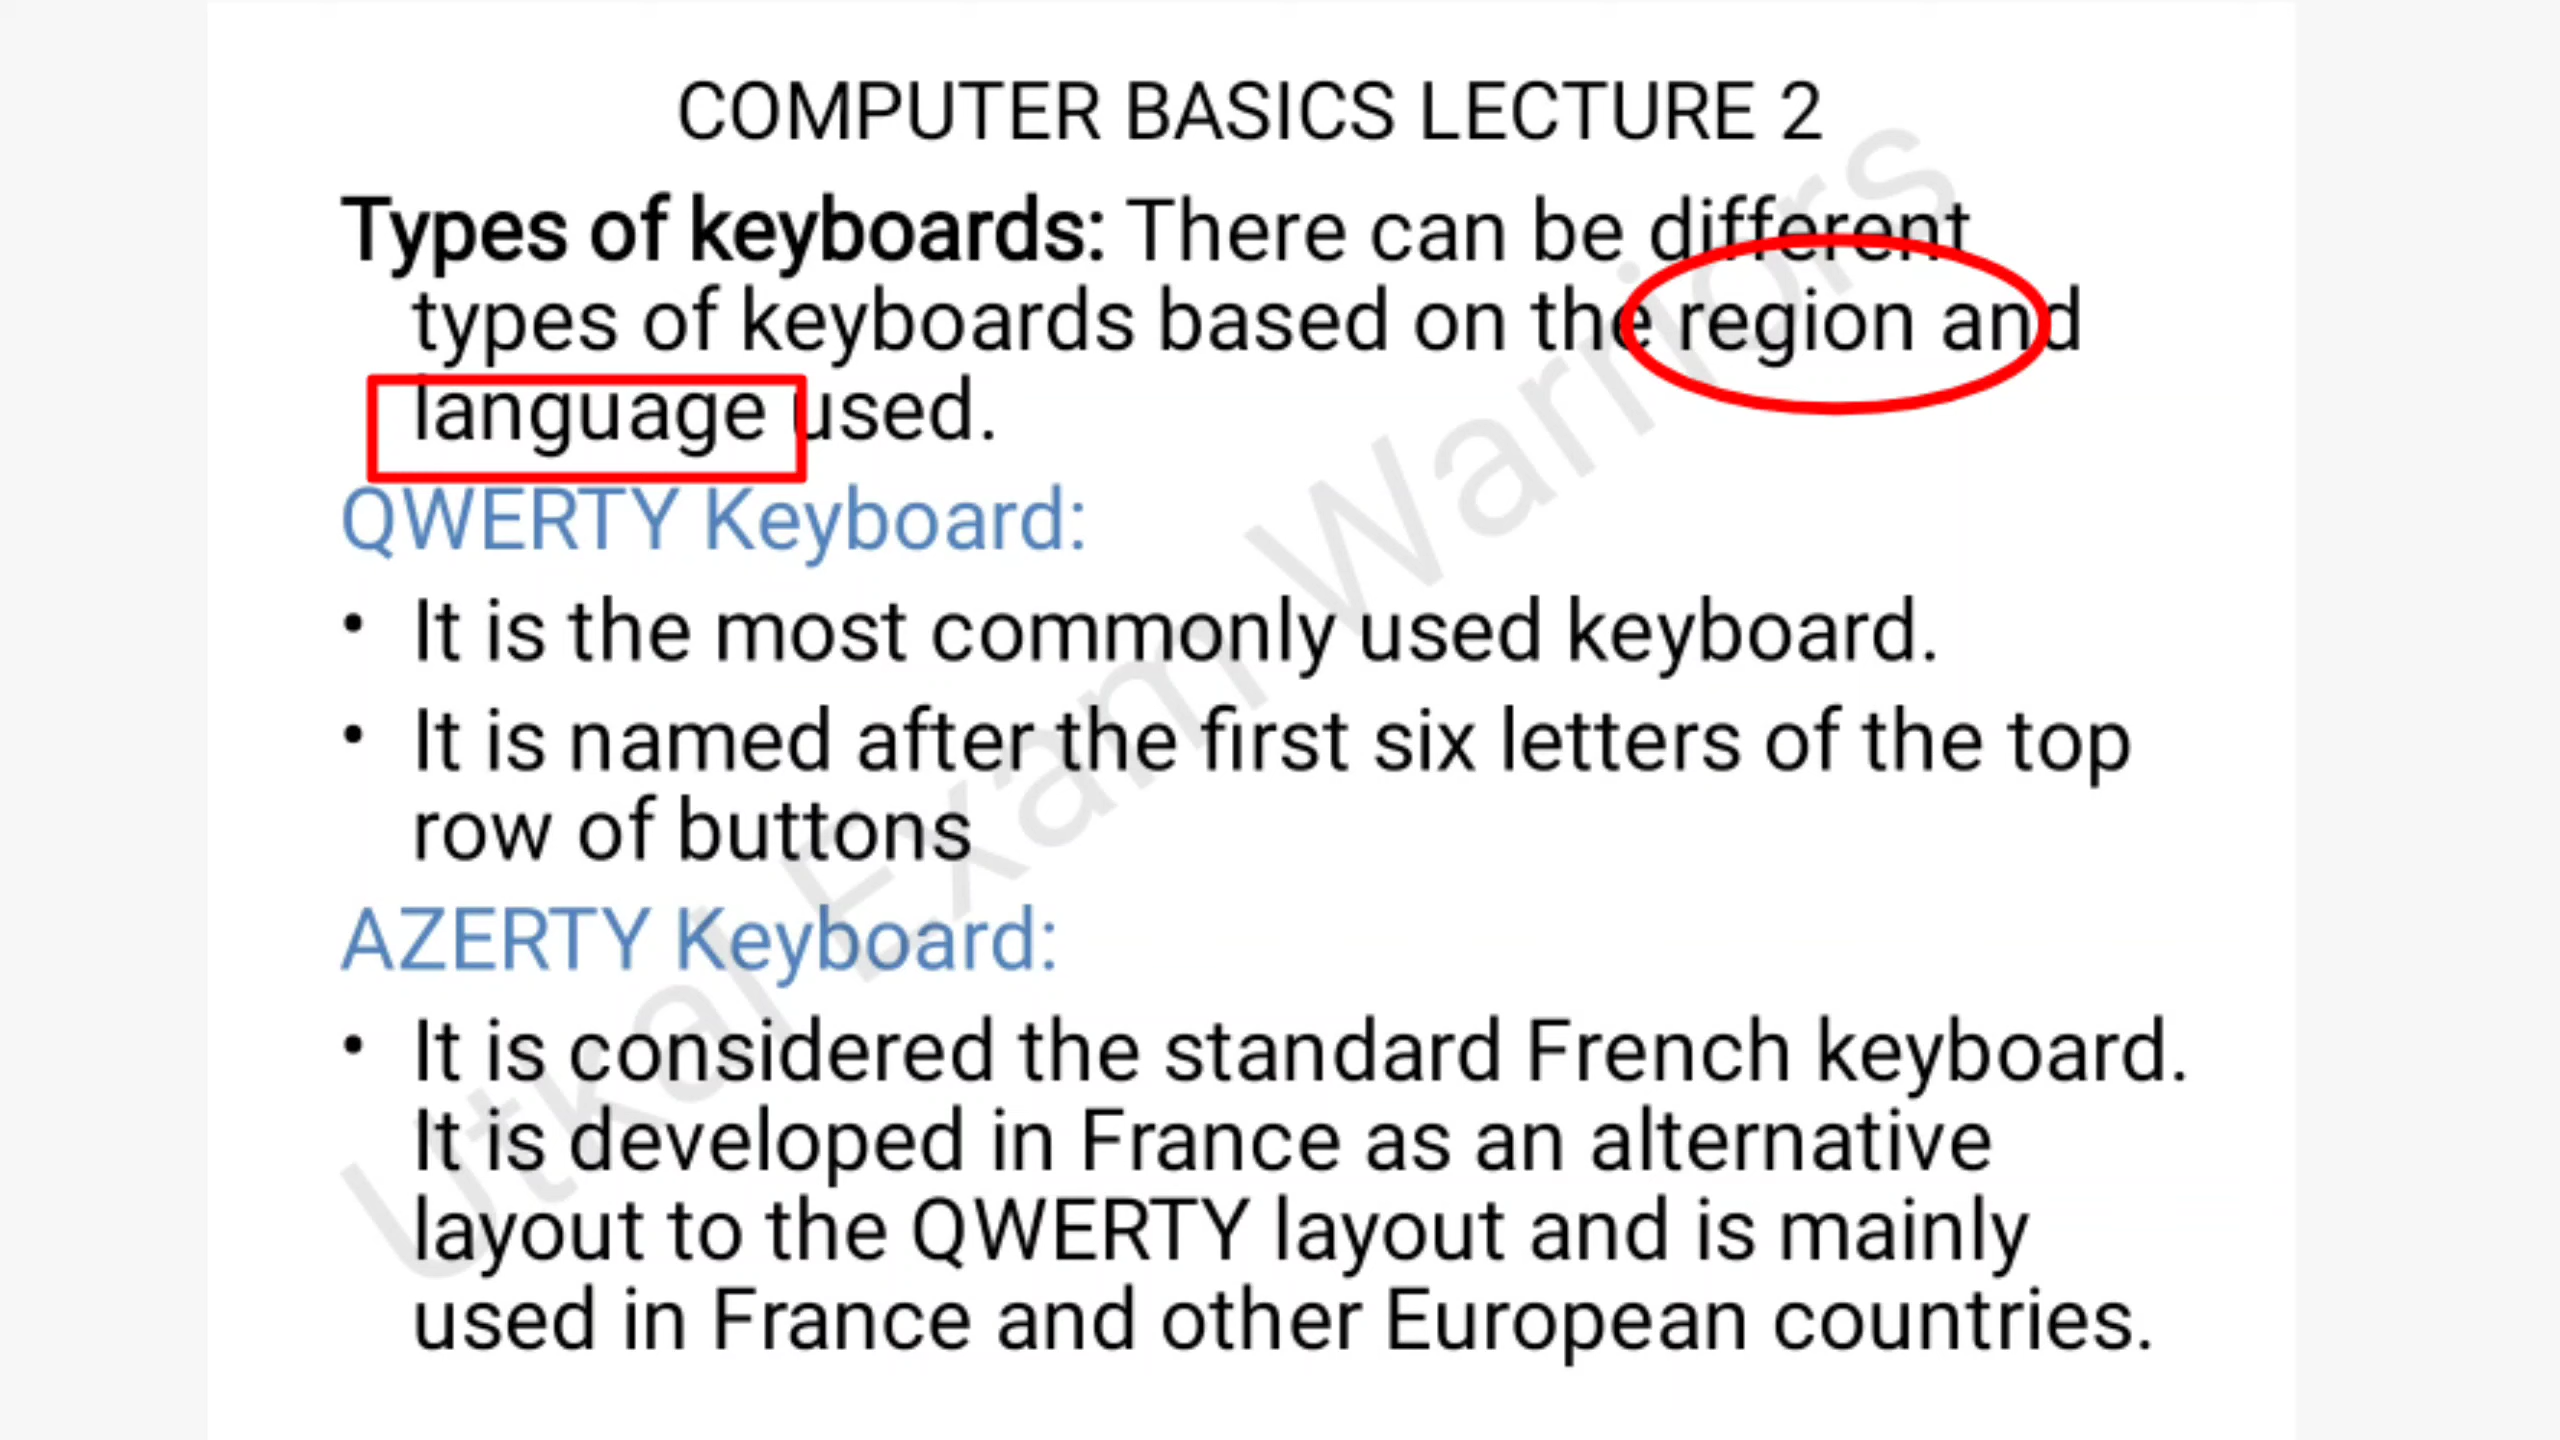 COMPUTER BASICS LECTURE 2
Types of keyboards: There can be different
types of keyboards based on the region and
language used.
QWERTY Keyboard:
• It is the most commonly used keyboard.
• It is named after the first six letters of the top
row of buttons
AZERTY Keyboard:
• It is considered the standard French keyboard.
It is developed in France as an alternative
layout to the QWERTY layout and is mainly
used in France and other European countries.
Utkal Exam Warriors